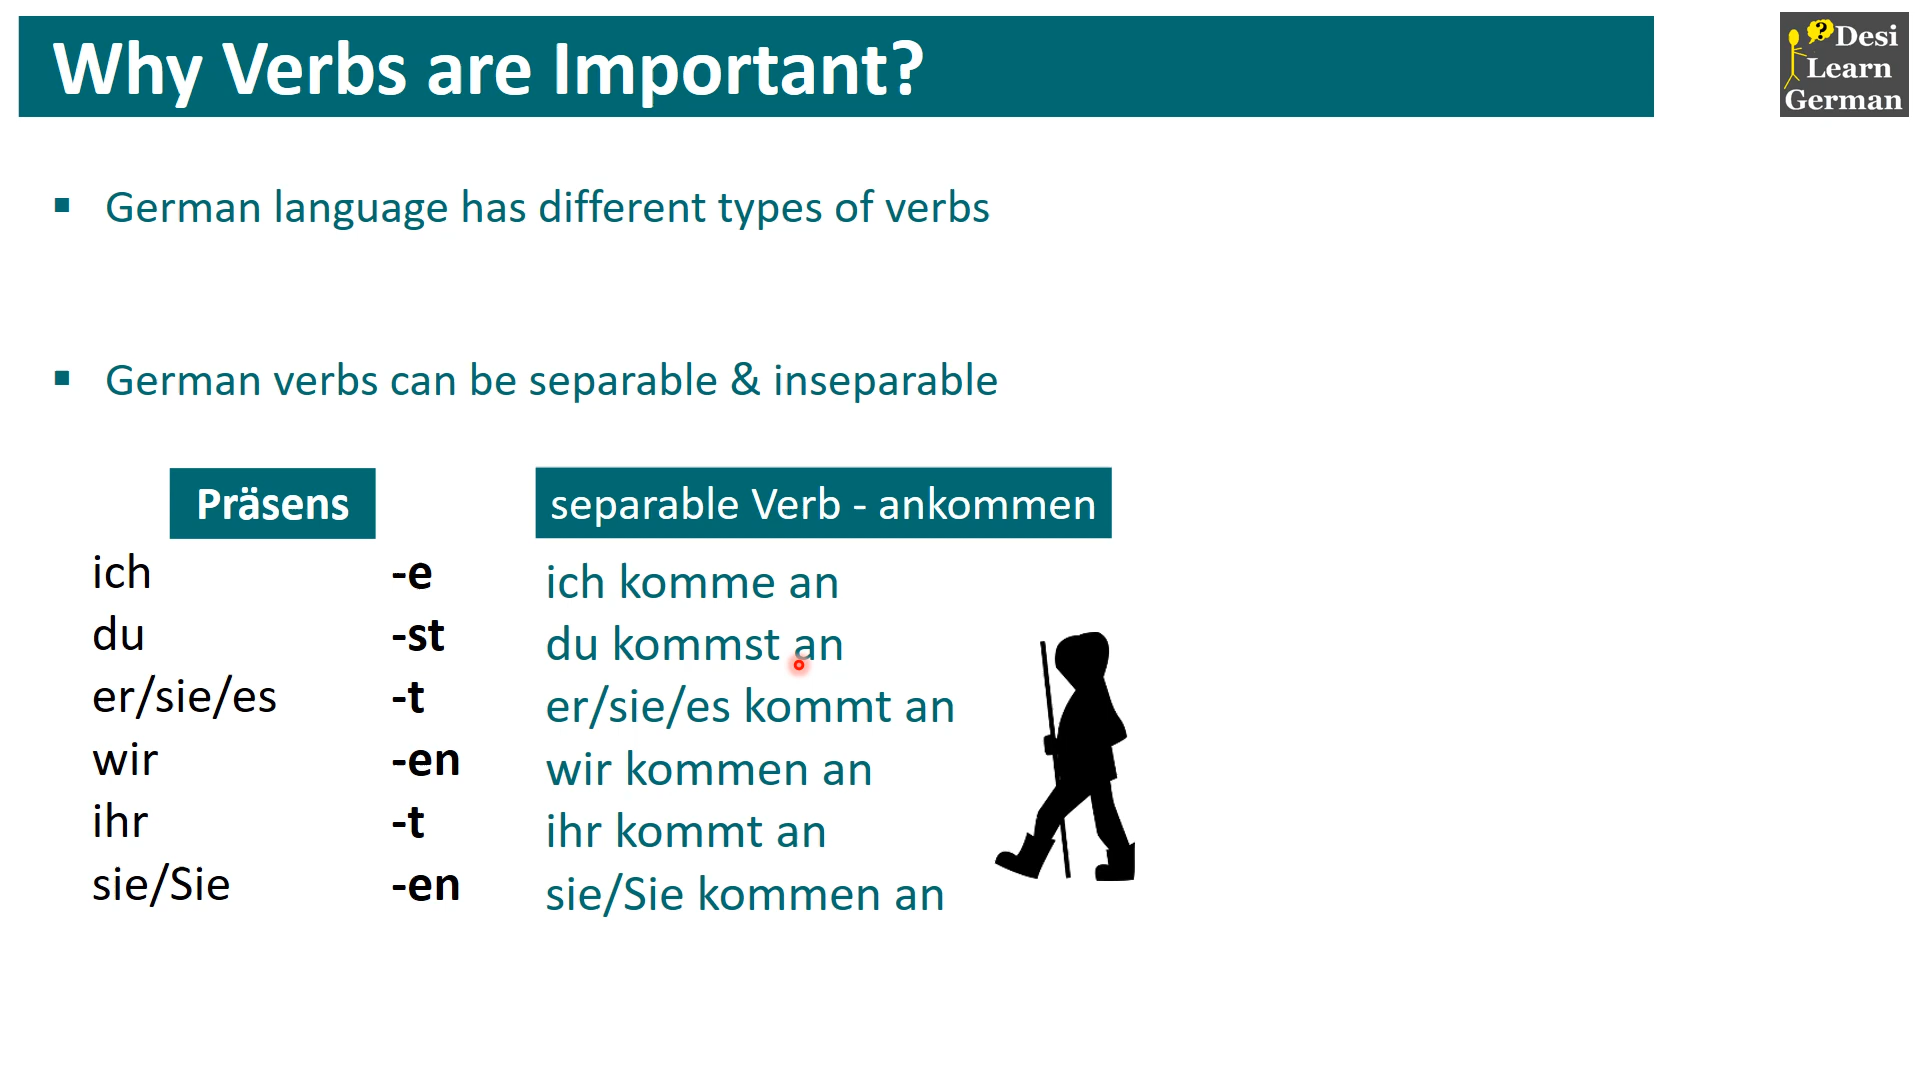 Why Verbs are Important?
? Desi
Learn
German
▪ German language has different types of verbs
▪ German verbs can be separable & inseparable
Präsens
ich -e
du -st
er/sie/es -t
wir -en
ihr -t
sie/Sie -en
separable Verb - ankommen
ich komme an
du kommst an
er/sie/es kommt an
wir kommen an
ihr kommt an
sie/Sie kommen an